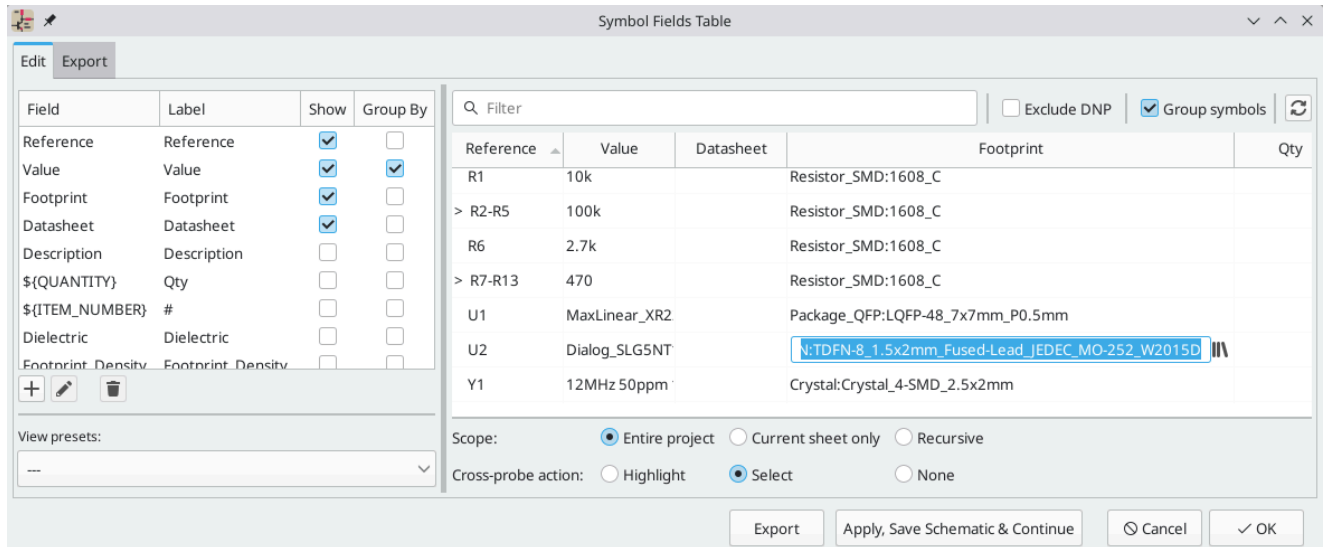 Symbol Fields Table
Edit Export
Field Label Show Group By
Reference Reference
Value Value
Footprint Footprint
Datasheet Datasheet
Description Description
${QUANTITY} Qty
${ITEM_NUMBER} #
Dielectric Dielectric
Footprint_Density Footprint_Density
View presets:
---
Filter
Exclude DNP
Group symbols
Reference Value Datasheet Footprint Qty
R1 10k Resistor_SMD:1608_C
> R2-R5 100k Resistor_SMD:1608_C
R6 2.7k Resistor_SMD:1608_C
> R7-R13 470 Resistor_SMD:1608_C
U1 MaxLinear_XR2 Package_QFP:LQFP-48_7x7mm_P0.5mm
U2 Dialog_SLG5NT N:TDFN-8_1.5x2mm_Fused-Lead_JEDEC_MO-252_W2015D
Y1 12MHz 50ppm Crystal:Crystal_4-SMD_2.5x2mm
Scope: Entire project Current sheet only Recursive
Cross-probe action: Highlight Select None
Export Apply, Save Schematic & Continue Cancel OK